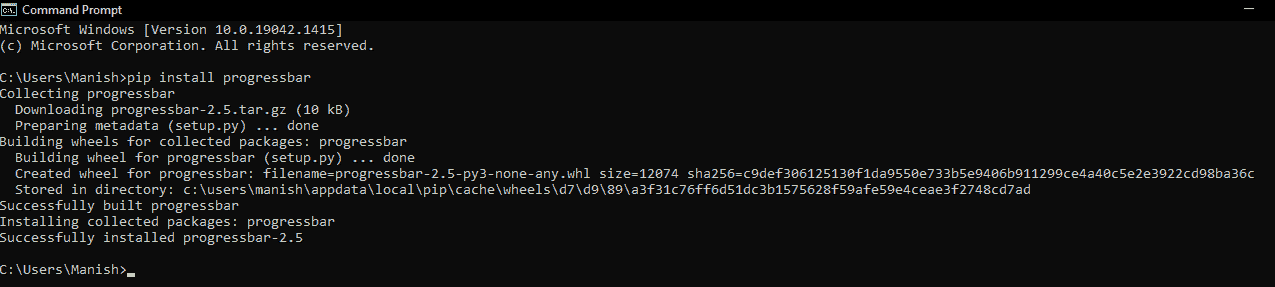 Command Prompt
Microsoft Windows [Version 10.0.19042.1415]
(c) Microsoft Corporation. All rights reserved.
C:\Users\Manish>pip install progressbar
Collecting progressbar
  Downloading progressbar-2.5.tar.gz (10 kB)
  Preparing metadata (setup.py) ... done
Building wheels for collected packages: progressbar
  Building wheel for progressbar (setup.py) ... done
  Created wheel for progressbar: filename=progressbar-2.5-py3-none-any.whl size=12074 sha256=c9def306125130f1da9550e733b5e9406b911299ce4a40c5e2e3922cd98ba36c
  Stored in directory: c:\users\manish\appdata\local\pip\cache\wheels\d7\d9\89\a3f31c76ff6d51dc3b1575628f59afe59e4ceae3f2748cd7ad
Successfully built progressbar
Installing collected packages: progressbar
Successfully installed progressbar-2.5
C:\Users\Manish>